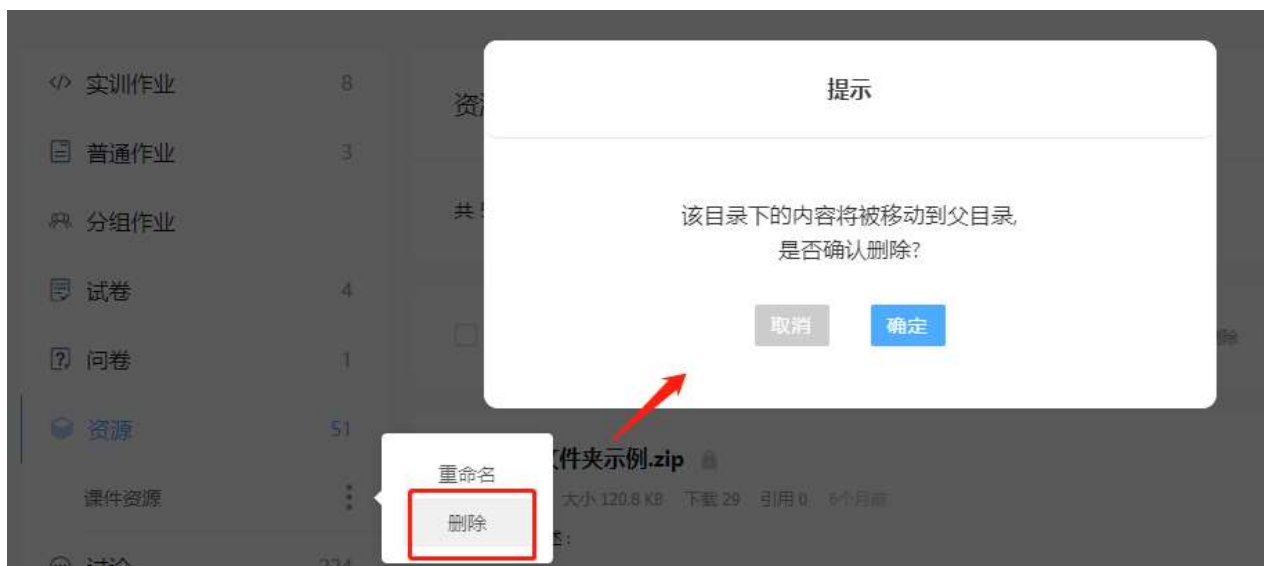 实训作业 8
普通作业 3
分组作业
试卷 4
问卷 1
资源 51
课件资源
讨论 224
重命名
删除
共
提示
该目录下的内容将被移动到父目录,
是否确认删除?
取消 确定
件夹示例.zip
大小 120.8 KB 下载 29 引用 0 6个月前